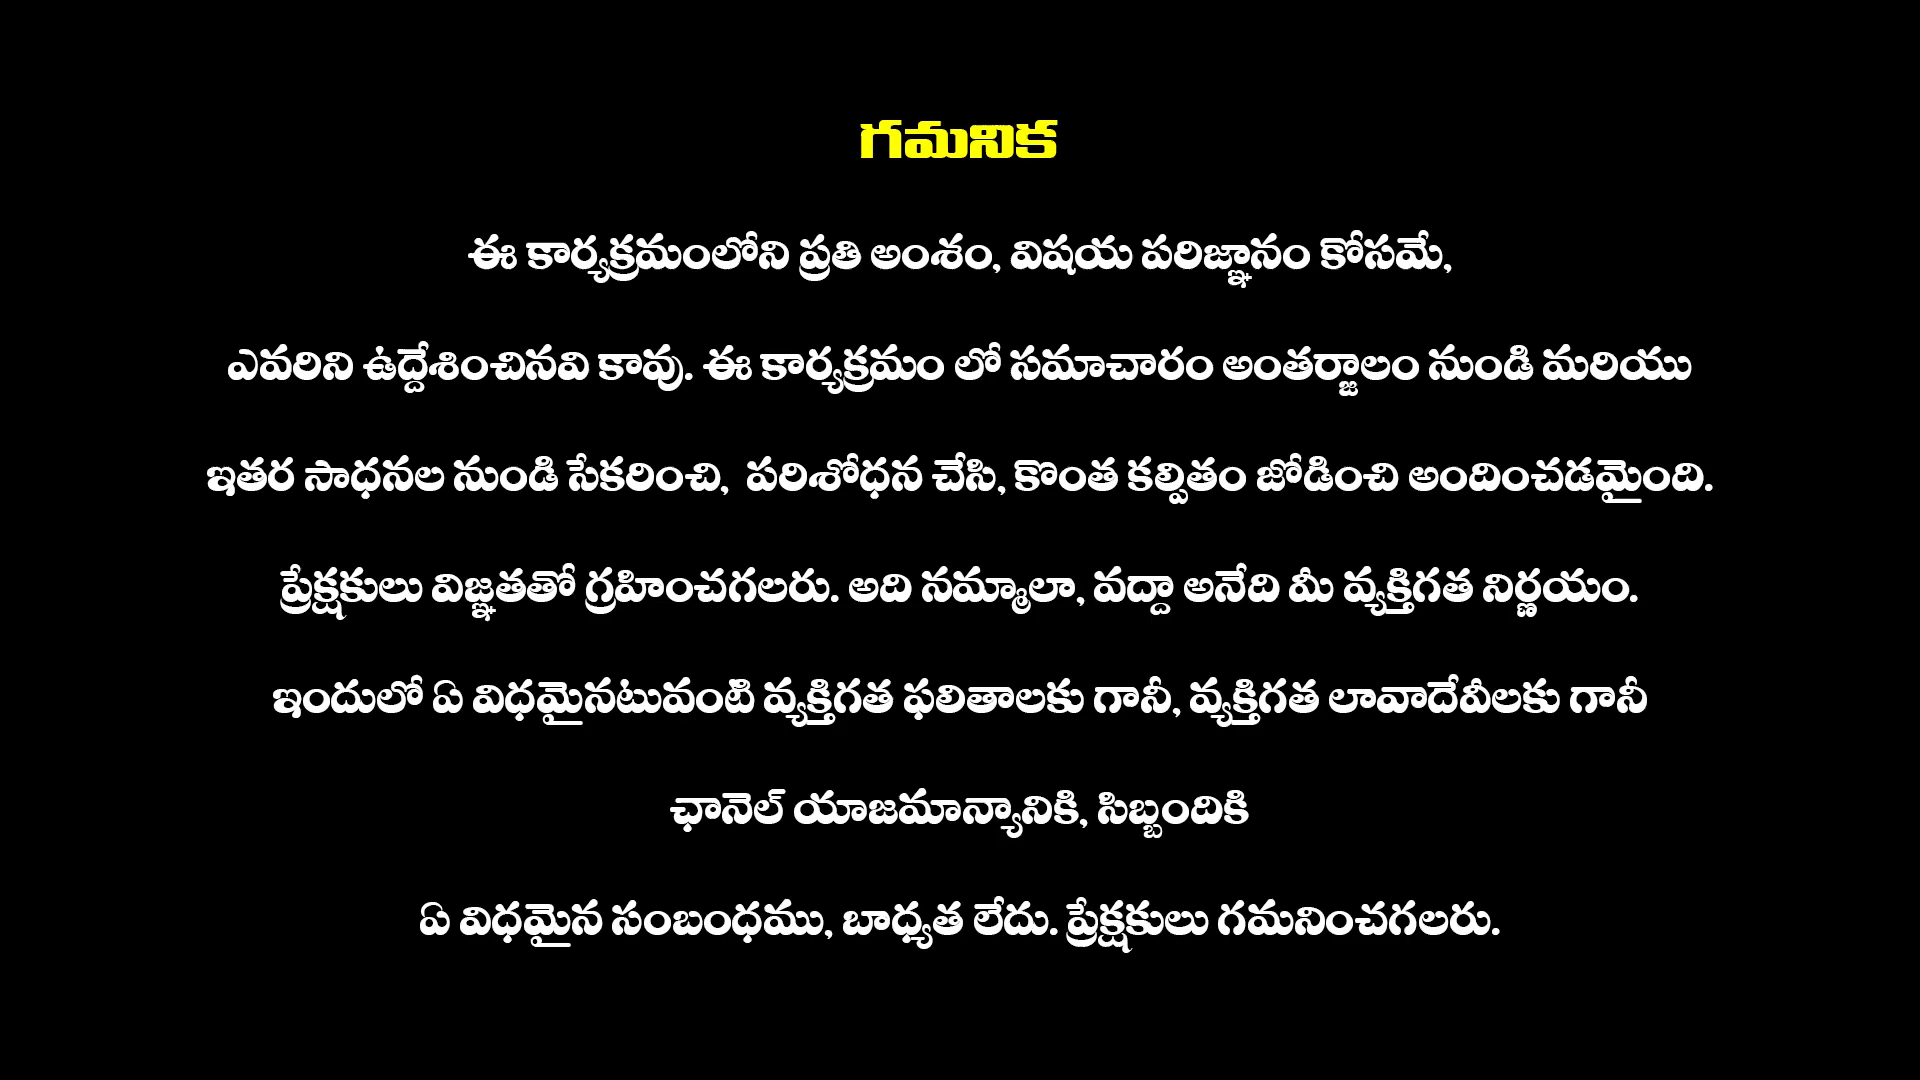 గమనిక
ఈ కార్యక్రమంలోని ప్రతి అంశం, విషయ పరిజ్ఞానం కోసమే,
ఎవరిని ఉద్దేశించినవి కావు. ఈ కార్యక్రమం లో సమాచారం అంతర్జాలం నుండి మరియు
ఇతర సాధనల నుండి సేకరించి, పరిశోధన చేసి, కొంత కల్పితం జోడించి అందించడమైంది.
ప్రేక్షకులు విజ్ఞతతో గ్రహించగలరు. అది నమ్మాలా, వద్దా అనేది మీ వ్యక్తిగత నిర్ణయం.
ఇందులో ఏ విధమైనటువంటి వ్యక్తిగత ఫలితాలకు గానీ, వ్యక్తిగత లావాదేవీలకు గానీ
ఛానెల్ యాజమాన్యానికి, సిబ్బందికి
ఏ విధమైన సంబంధము, బాధ్యత లేదు. ప్రేక్షకులు గమనించగలరు.